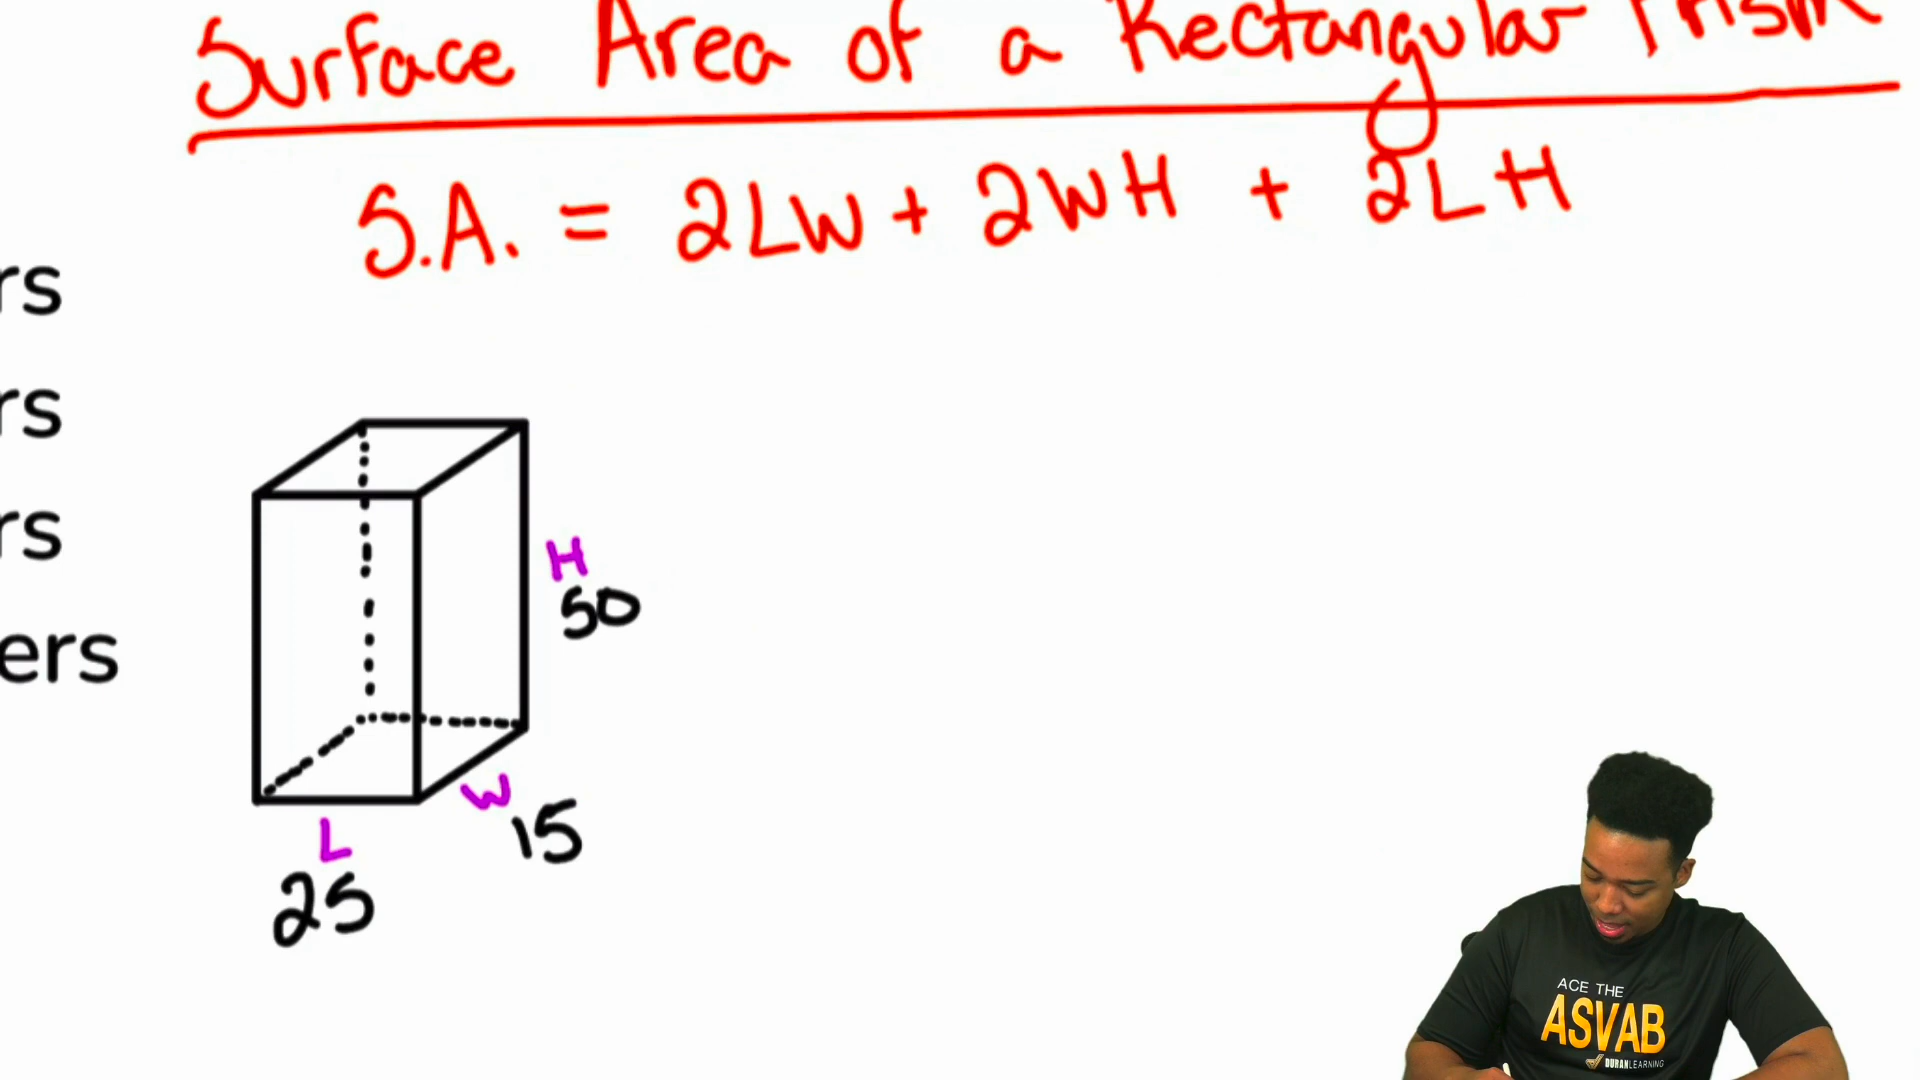 Surface Area of a Rectangular Prism
S.A. = 2LW + 2WH + 2LH
rs
rs
rs
ers
H
50
W
15
L
25
ACE THE
ASVAB
DURANLEARNING